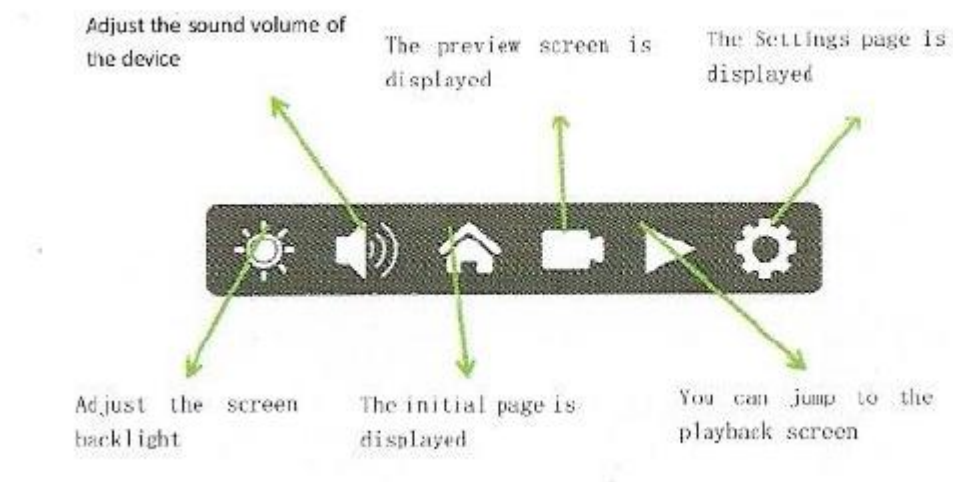 Adjust the sound volume of
the device
The preview screen is
displayed
The Settings page is
displayed
Adjust the screen
backlight
The initial page is
displayed
You can jump to the
playback screen